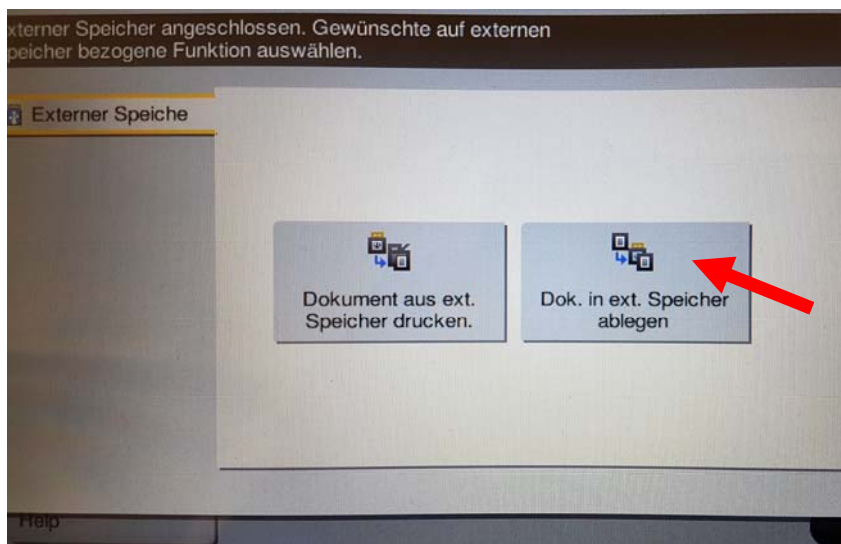 xterner Speicher angeschlossen. Gewünschte auf externen
peicher bezogene Funktion auswählen.
Externer Speiche
Dokument aus ext.
Speicher drucken.
Dok. in ext. Speicher
ablegen
Help